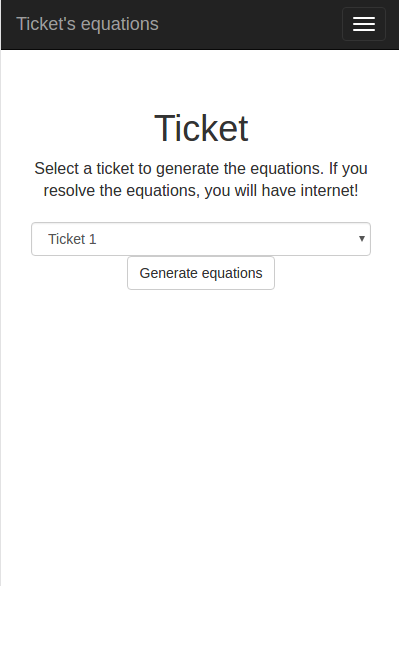 Ticket's equations
Ticket
Select a ticket to generate the equations. If you
resolve the equations, you will have internet!
Ticket 1
Generate equations